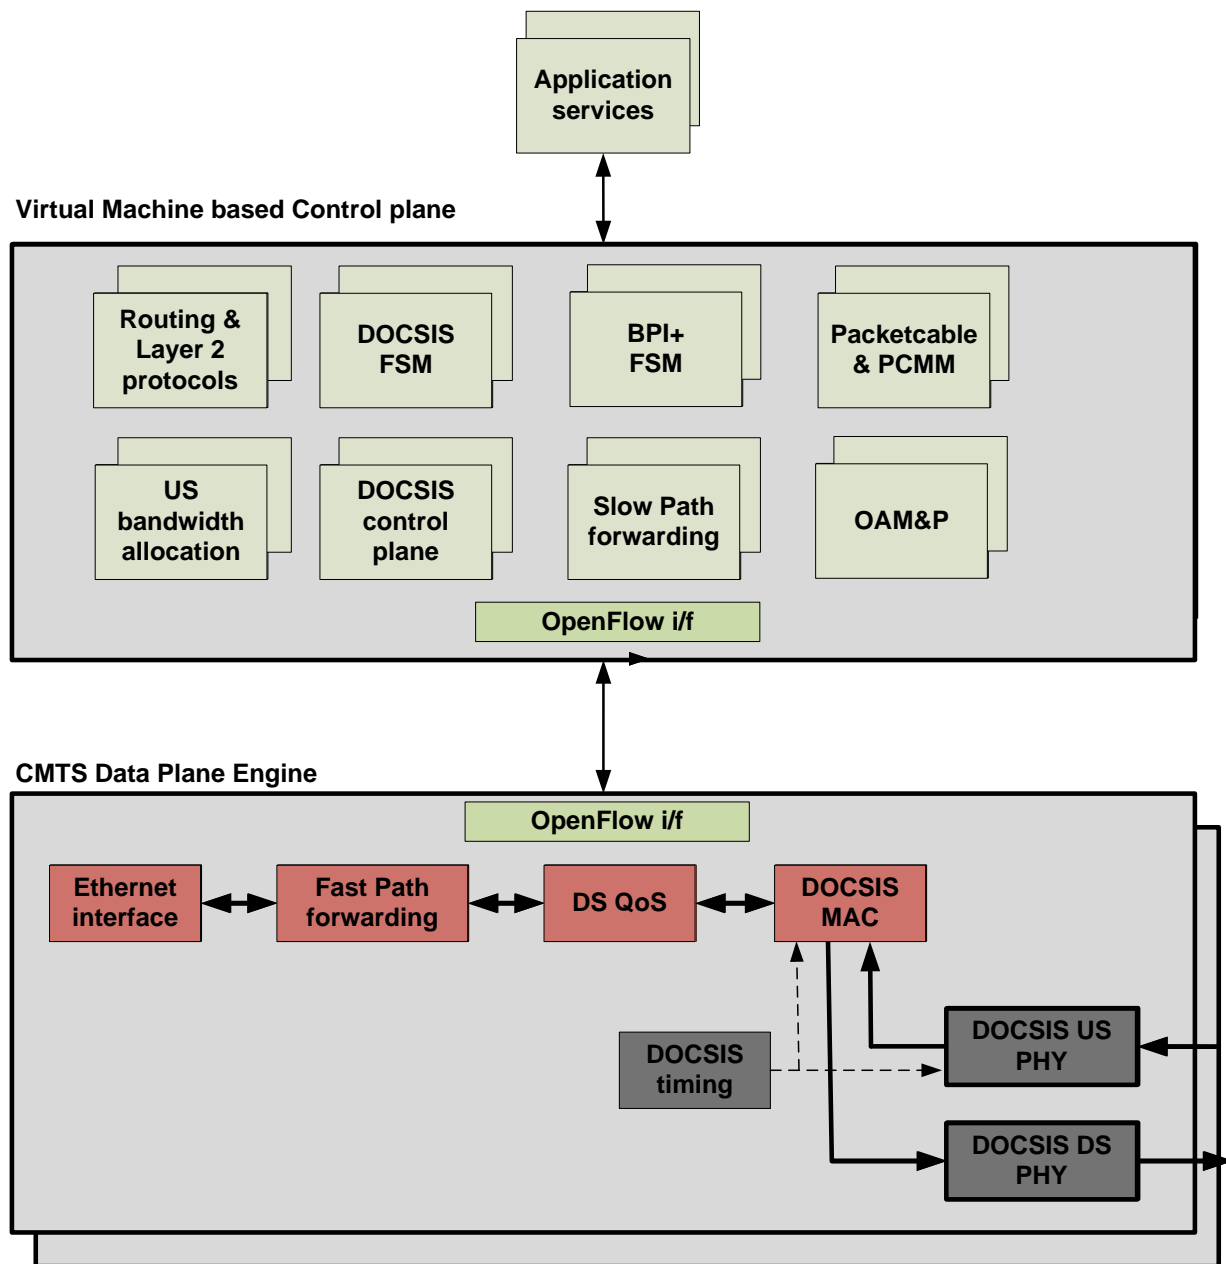 Application
services
Virtual Machine based Control plane
Routing &
Layer 2
protocols
DOCSIS
FSM
BPI+
FSM
Packetcable
& PCMM
US
bandwidth
allocation
DOCSIS
control
plane
Slow Path
forwarding
OAM&P
OpenFlow i/f
CMTS Data Plane Engine
OpenFlow i/f
Ethernet
interface
Fast Path
forwarding
DS QoS
DOCSIS
MAC
DOCSIS
timing
DOCSIS US
PHY
DOCSIS DS
PHY